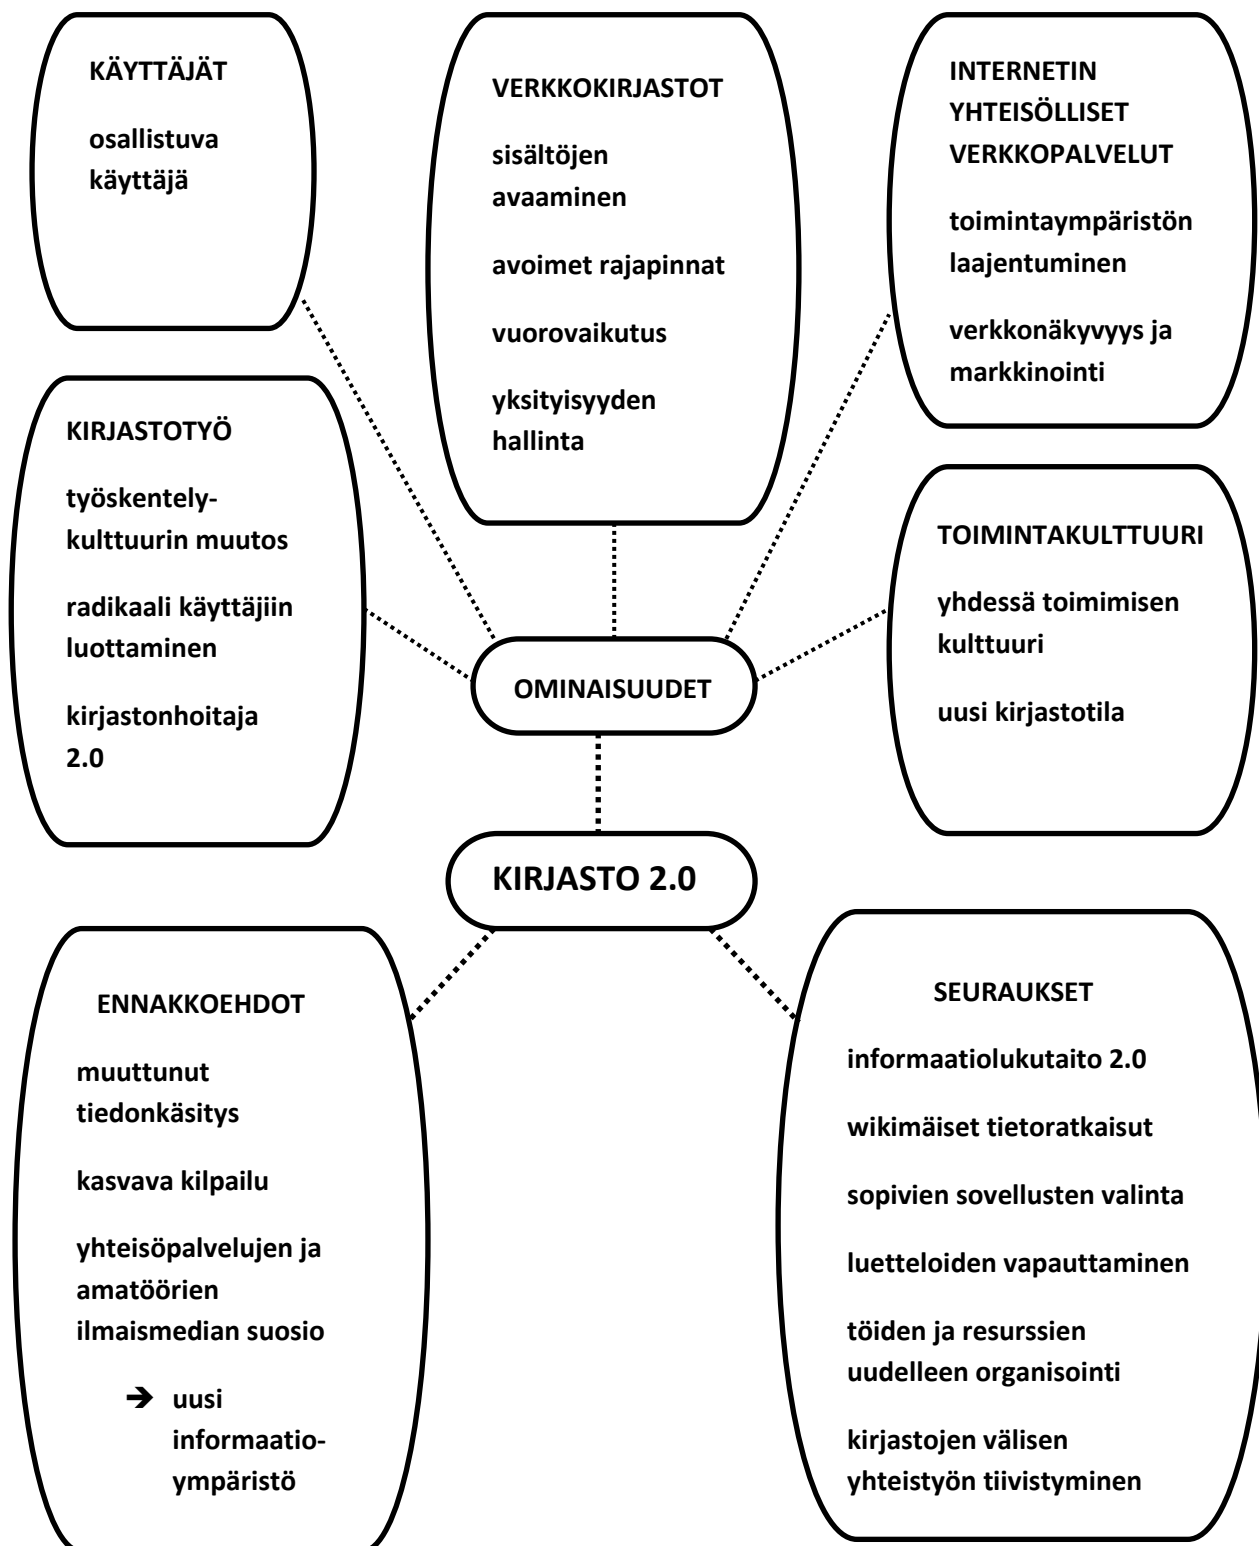 KÄYTTÄJÄT
osallistuva
käyttäjä
VERKKOKIRJASTOT
sisältöjen
avaaminen
avoimet rajapinnat
vuorovaikutus
yksityisyyden
hallinta
INTERNETIN
YHTEISÖLLISET
VERKKOPALVELUT
toimintaympäristön
laajentuminen
verkkonäkyvyys ja
markkinointi
KIRJASTOTYÖ
työskentely-
kulttuurin muutos
radikaali käyttäjiin
luottaminen
kirjastonhoitaja
2.0
TOIMINTAKULTTUURI
yhdessä toimimisen
kulttuuri
uusi kirjastotila
OMINAISUUDET
KIRJASTO 2.0
ENNAKKOEHDOT
muuttunut
tiedonkäsitys
kasvava kilpailu
yhteisöpalvelujen ja
amatöörien
ilmaismedian suosio
➔ uusi
informaatio-
ympäristö
SEURAUKSET
informaatiolukutaito 2.0
wikimäiset tietoratkaisut
sopivien sovellusten valinta
luetteloiden vapauttaminen
töiden ja resurssien
uudelleen organisointi
kirjastojen välisen
yhteistyön tiivistyminen